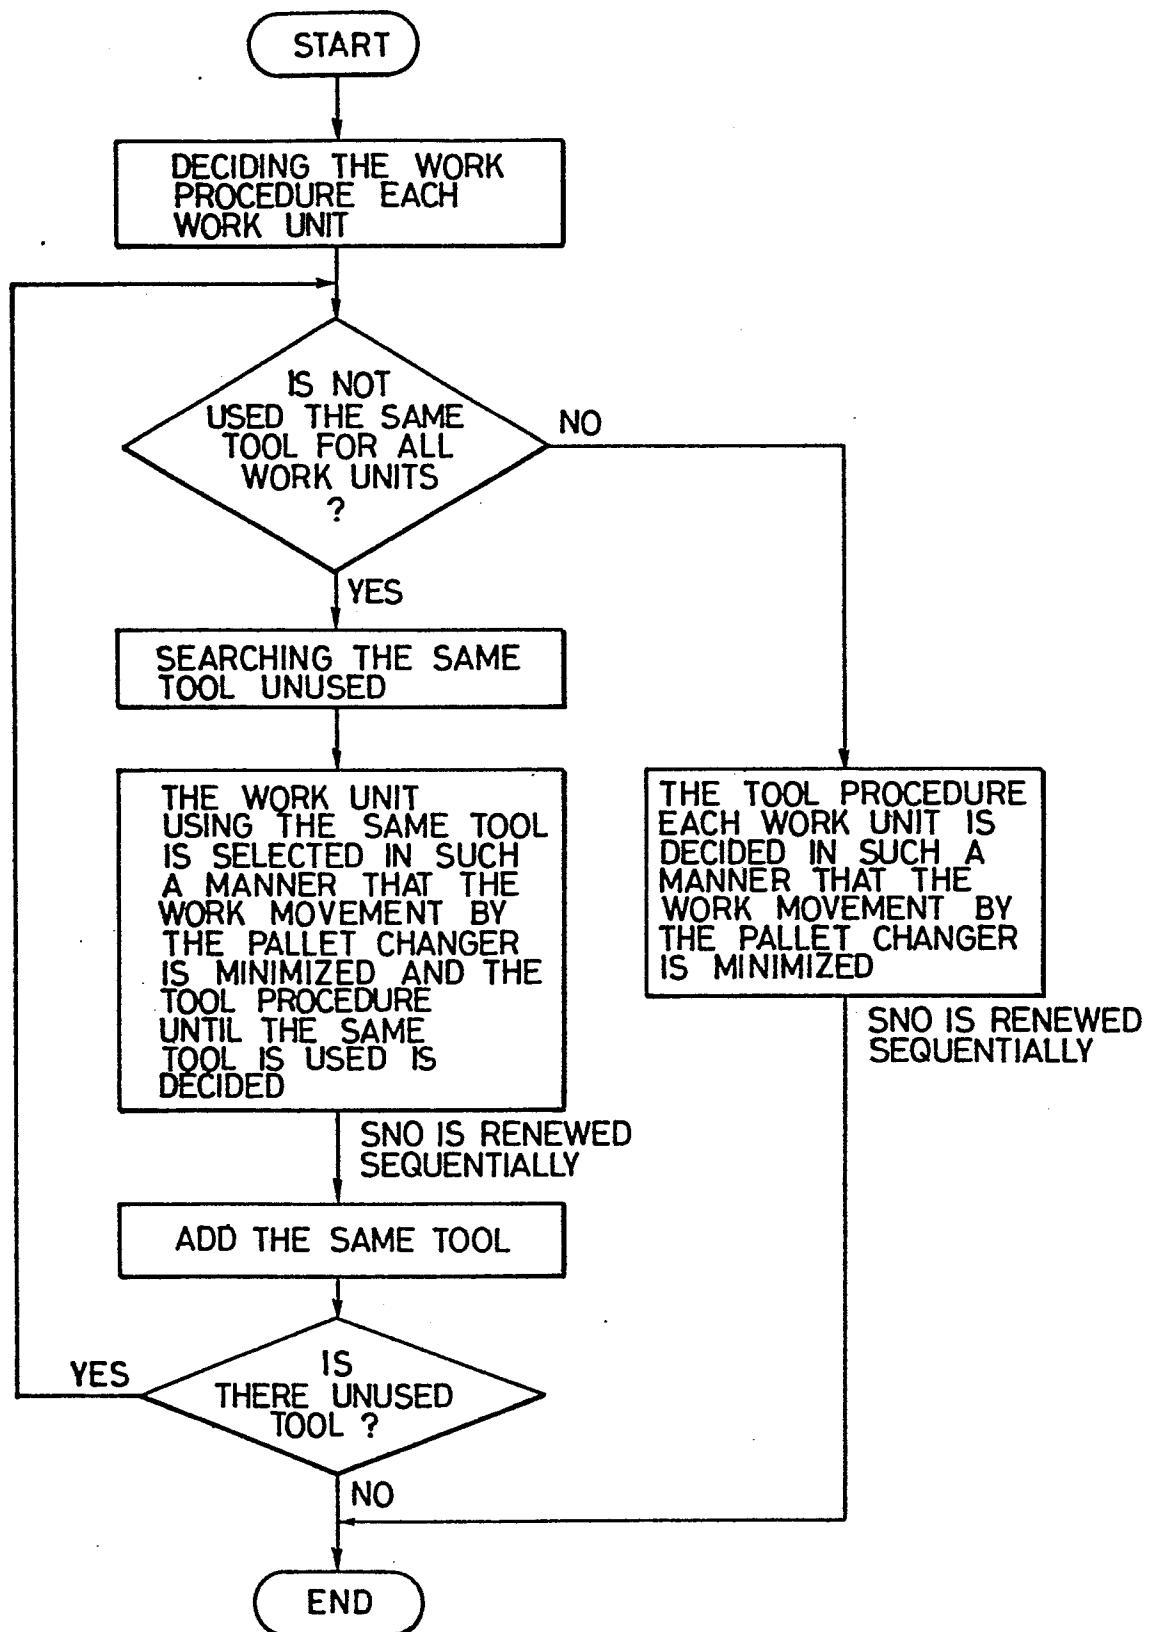 START
DECIDING THE WORK
PROCEDURE EACH
WORK UNIT
IS NOT
USED THE SAME
TOOL FOR ALL
WORK UNITS
?
NO
YES
SEARCHING THE SAME
TOOL UNUSED
THE WORK UNIT
USING THE SAME TOOL
IS SELECTED IN SUCH
A MANNER THAT THE
WORK MOVEMENT BY
THE PALLET CHANGER
IS MINIMIZED AND THE
TOOL PROCEDURE
UNTIL THE SAME
TOOL IS USED IS
DECIDED
THE TOOL PROCEDURE
EACH WORK UNIT IS
DECIDED IN SUCH A
MANNER THAT THE
WORK MOVEMENT BY
THE PALLET CHANGER
IS MINIMIZED
SNO IS RENEWED
SEQUENTIALLY
SNO IS RENEWED
SEQUENTIALLY
ADD THE SAME TOOL
YES
IS
THERE UNUSED
TOOL ?
NO
END